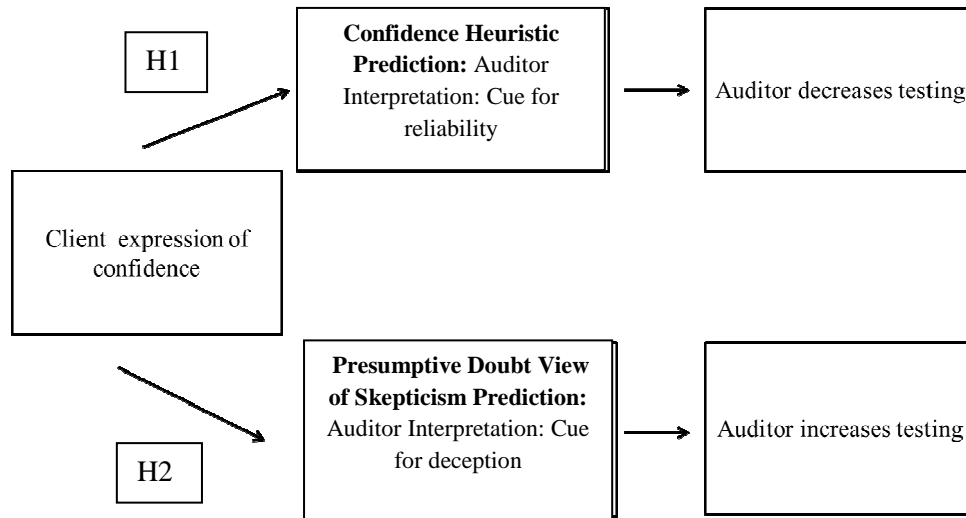 H1
Confidence Heuristic
Prediction: Auditor
Interpretation: Cue for
reliability
Auditor decreases testing
Client expression of
confidence
Presumptive Doubt View
of Skepticism Prediction:
Auditor Interpretation: Cue
for deception
Auditor increases testing
H2